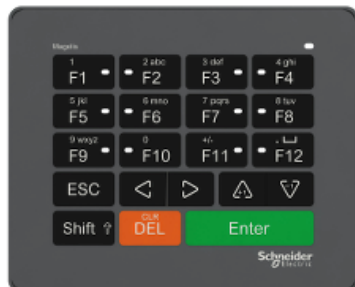 Magelis
1 2 abc 3 def 4 ghi
F1 F2 F3 F4
5 jkl 6 mno 7 pqrs 8 tuv
F5 F6 F7 F8
9 wxyz 0 +/- .
F9 F10 F11 F12
ESC
CLR
Shift DEL Enter
Schneider
Electric